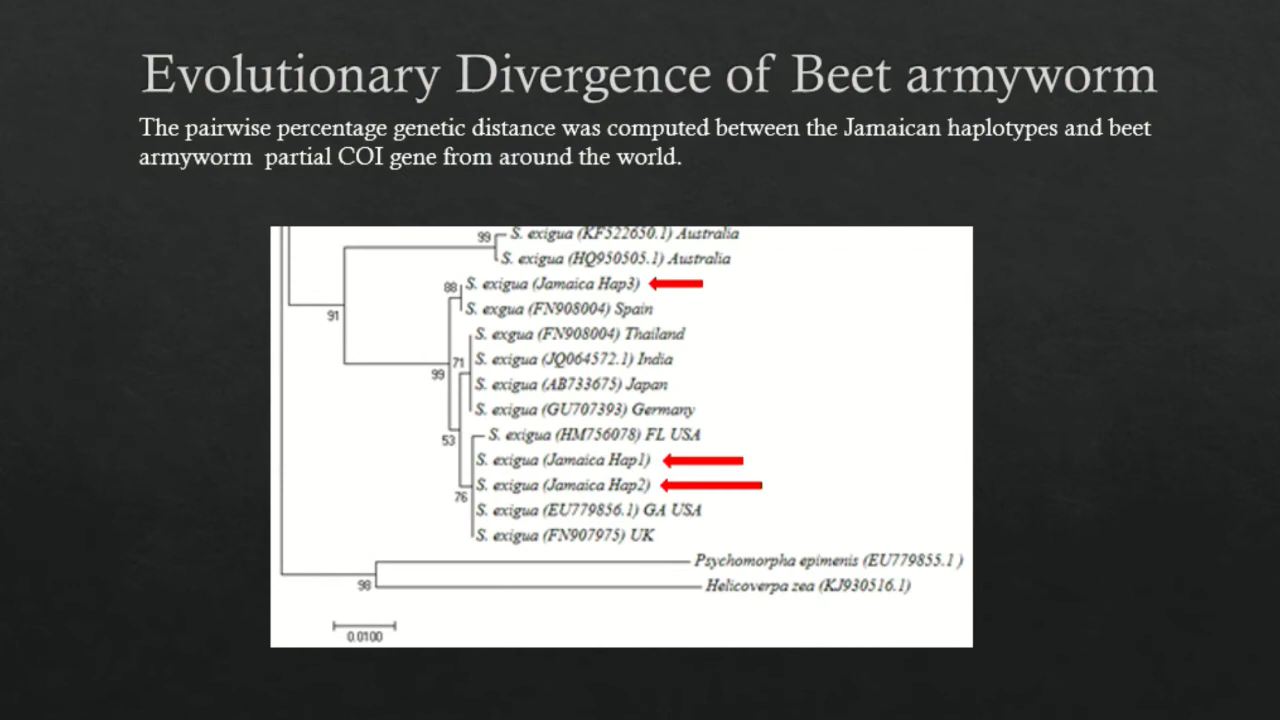 Evolutionary Divergence of Beet armyworm
The pairwise percentage genetic distance was computed between the Jamaican haplotypes and beet
armyworm partial COI gene from around the world.
99
S. exigua (KF522650.1) Australia
S. exigua (HQ950505.1) Australia
88
S. exigua (Jamaica Hap3)
S. exgua (FN908004) Spain
91
S. exgua (FN908004) Thailand
71
S. exigua (JQ064572.1) India
99
S. exigua (AB733675) Japan
S. exigua (GU707393) Germany
53
S. exigua (HM756078) FL USA
S. exigua (Jamaica Hap1)
S. exigua (Jamaica Hap2)
76
S. exigua (EU779856.1) GA USA
S. exigua (FN907975) UK
Psychomorpha epimenis (EU779855.1 )
98
Helicoverpa zea (KJ930516.1)
0.0100